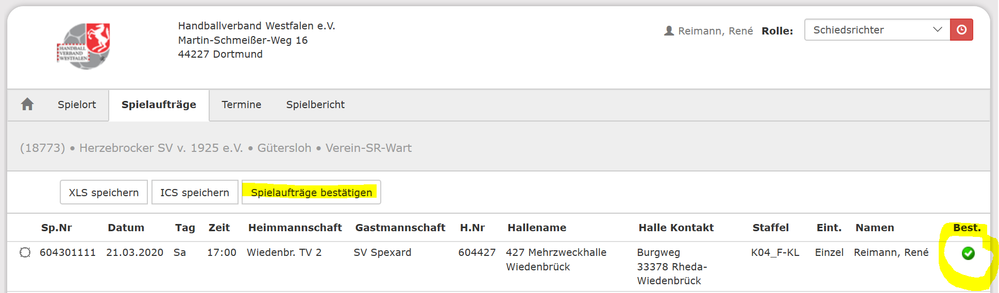 HANDBALL
VERBAND
WESTFALEN
Handballverband Westfalen e.V.
Martin-Schmeißer-Weg 16
44227 Dortmund
Reimann, René Rolle: Schiedsrichter
Spielort Spielaufträge Termine Spielbericht
(18773) • Herzebrocker SV v. 1925 e.V. • Gütersloh • Verein-SR-Wart
XLS speichern ICS speichern Spielaufträge bestätigen
Sp.Nr Datum Tag Zeit Heimmannschaft Gastmannschaft H.Nr Hallename Halle Kontakt Staffel Eint. Namen Best.
604301111 21.03.2020 Sa 17:00 Wiedenbr. TV 2 SV Spexard 604427 427 Mehrzweckhalle Burgweg K04_F-KL Einzel Reimann, René
Wiedenbrück 33378 Rheda-
Wiedenbrück